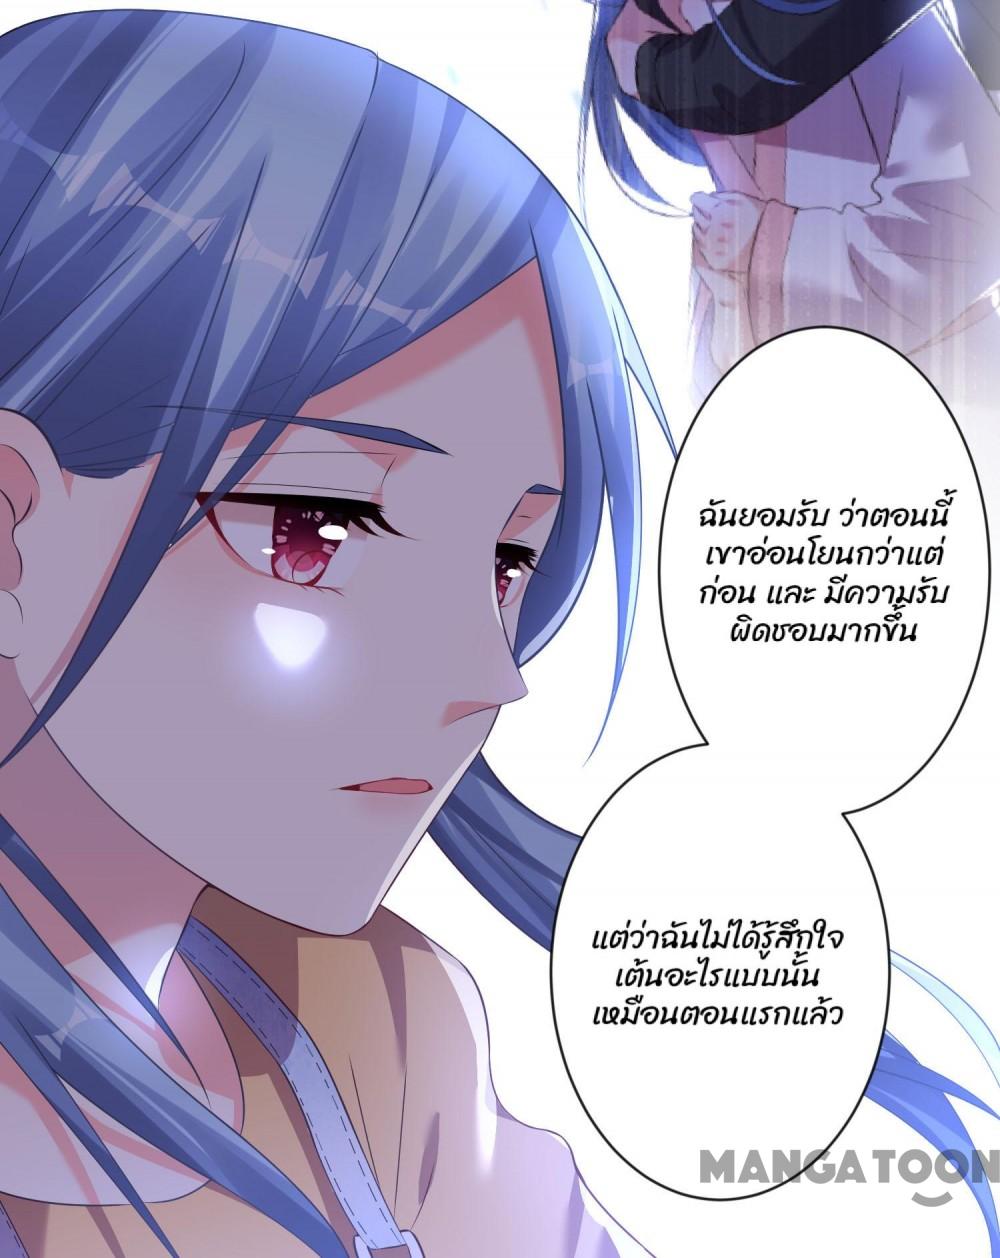 ฉันยอมรับ ว่าตอนนี้
เขาอ่อนโยนกว่าแต่
ก่อน และ มีความรับ
ผิดชอบมากขึ้น
แต่ว่าฉันไม่ได้รู้สึกใจ
เต้นอะไรแบบนั้น
เหมือนตอนแรกแล้ว
MANGATOON